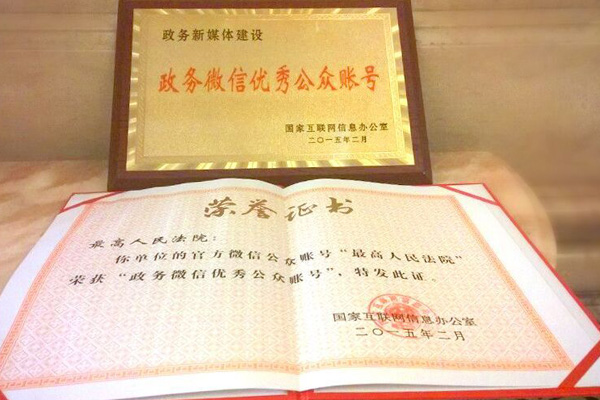 政务新媒体建设
政务微信优秀公众账号
国家互联网信息办公室
二〇一五年二月
荣誉证书
最高人民法院：
你单位的官方微信公众账号“最高人民法院”
荣获“政务微信优秀公众账号”，特发此证。
国家互联网信息办公室
二〇一五年二月